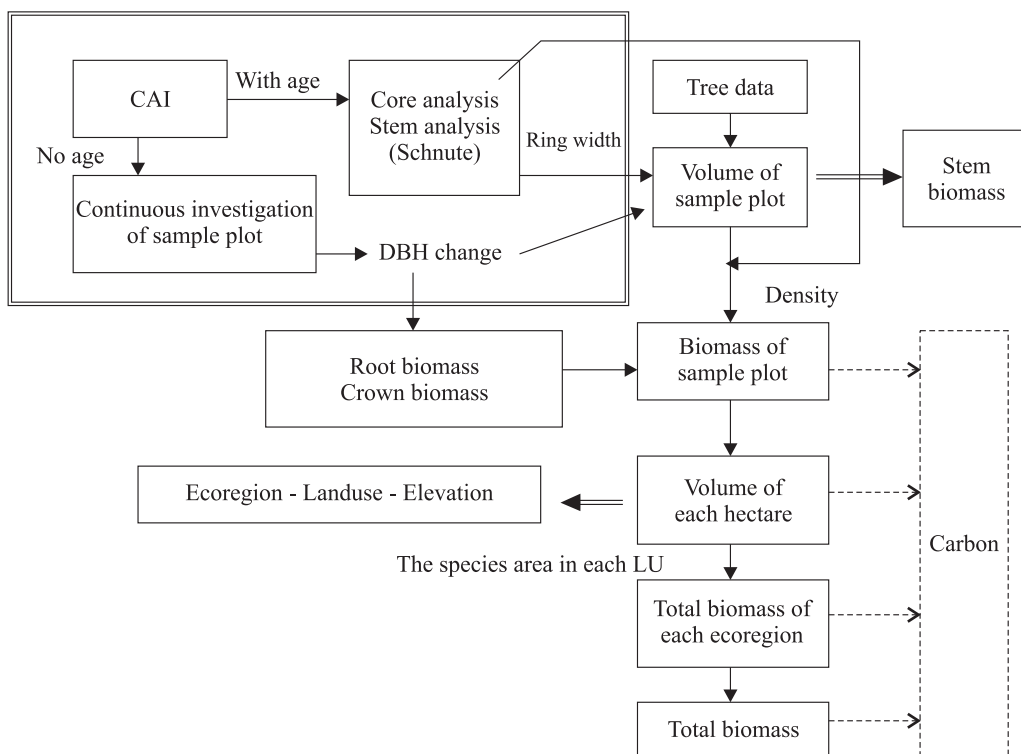 CAI
With age
Core analysis
Stem analysis
(Schnute)
Tree data
Ring width
No age
Volume of
sample plot
Stem
biomass
Continuous investigation
of sample plot
DBH change
Density
Root biomass
Crown biomass
Biomass of
sample plot
Ecoregion - Landuse - Elevation
Volume of
each hectare
Carbon
The species area in each LU
Total biomass of
each ecoregion
Total biomass